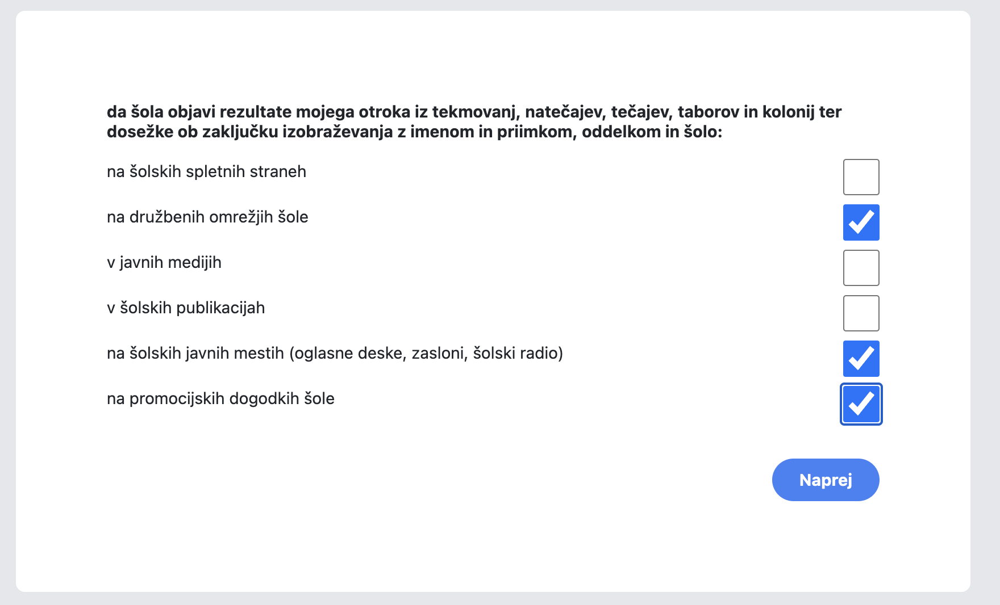 da šola objavi rezultate mojega otroka iz tekmovanj, natečajev, tečajev, taborov in kolonij ter
dosežke ob zaključku izobraževanja z imenom in priimkom, oddelkom in šolo:
na šolskih spletnih straneh
na družbenih omrežjih šole
v javnih medijih
v šolskih publikacijah
na šolskih javnih mestih (oglasne deske, zasloni, šolski radio)
na promocijskih dogodkih šole
Naprej